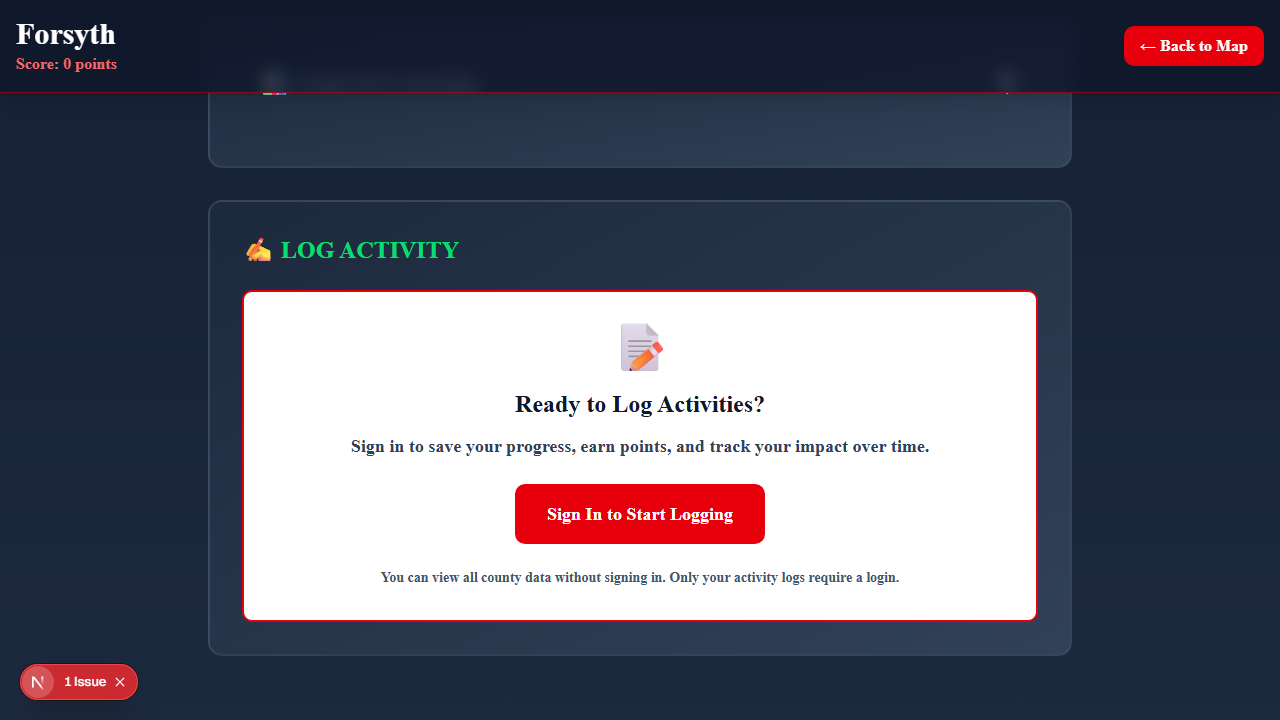 Forsyth
Score: 0 points
← Back to Map
LOG ACTIVITY
Ready to Log Activities?
Sign in to save your progress, earn points, and track your impact over time.
Sign In to Start Logging
You can view all county data without signing in. Only your activity logs require a login.
N 1 Issue ×